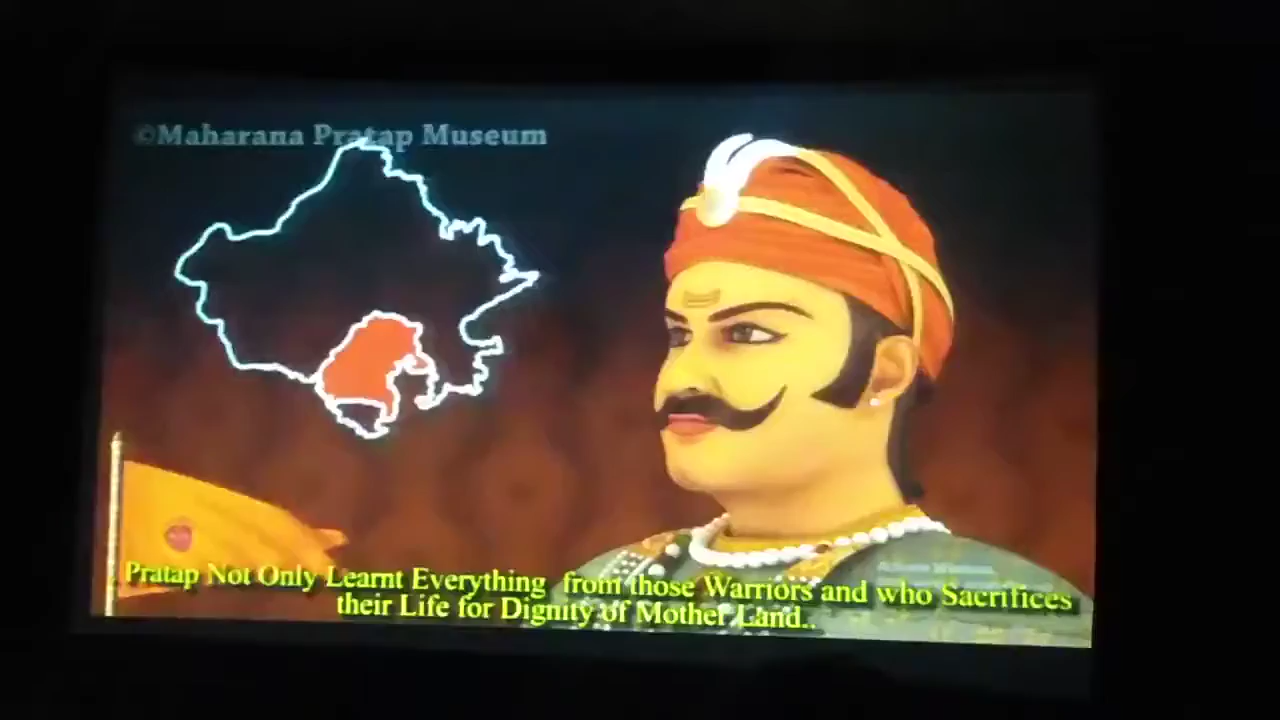 ©Maharana Pratap Museum
Pratap Not Only Learnt Everything from those Warriors and who Sacrifices
their Life for Dignity of Mother Land..